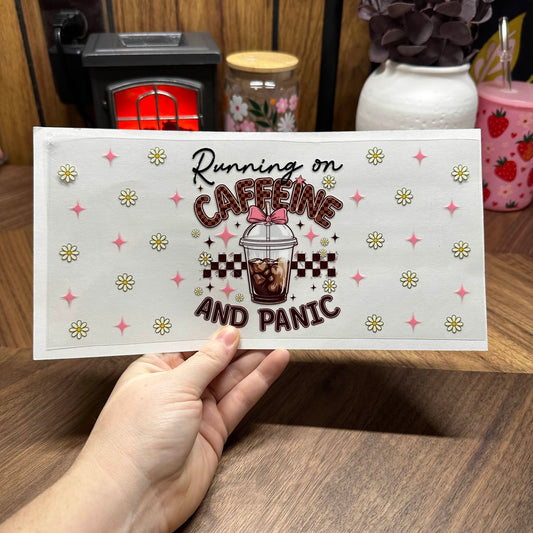 Running on
CAFFEINE
AND PANIC